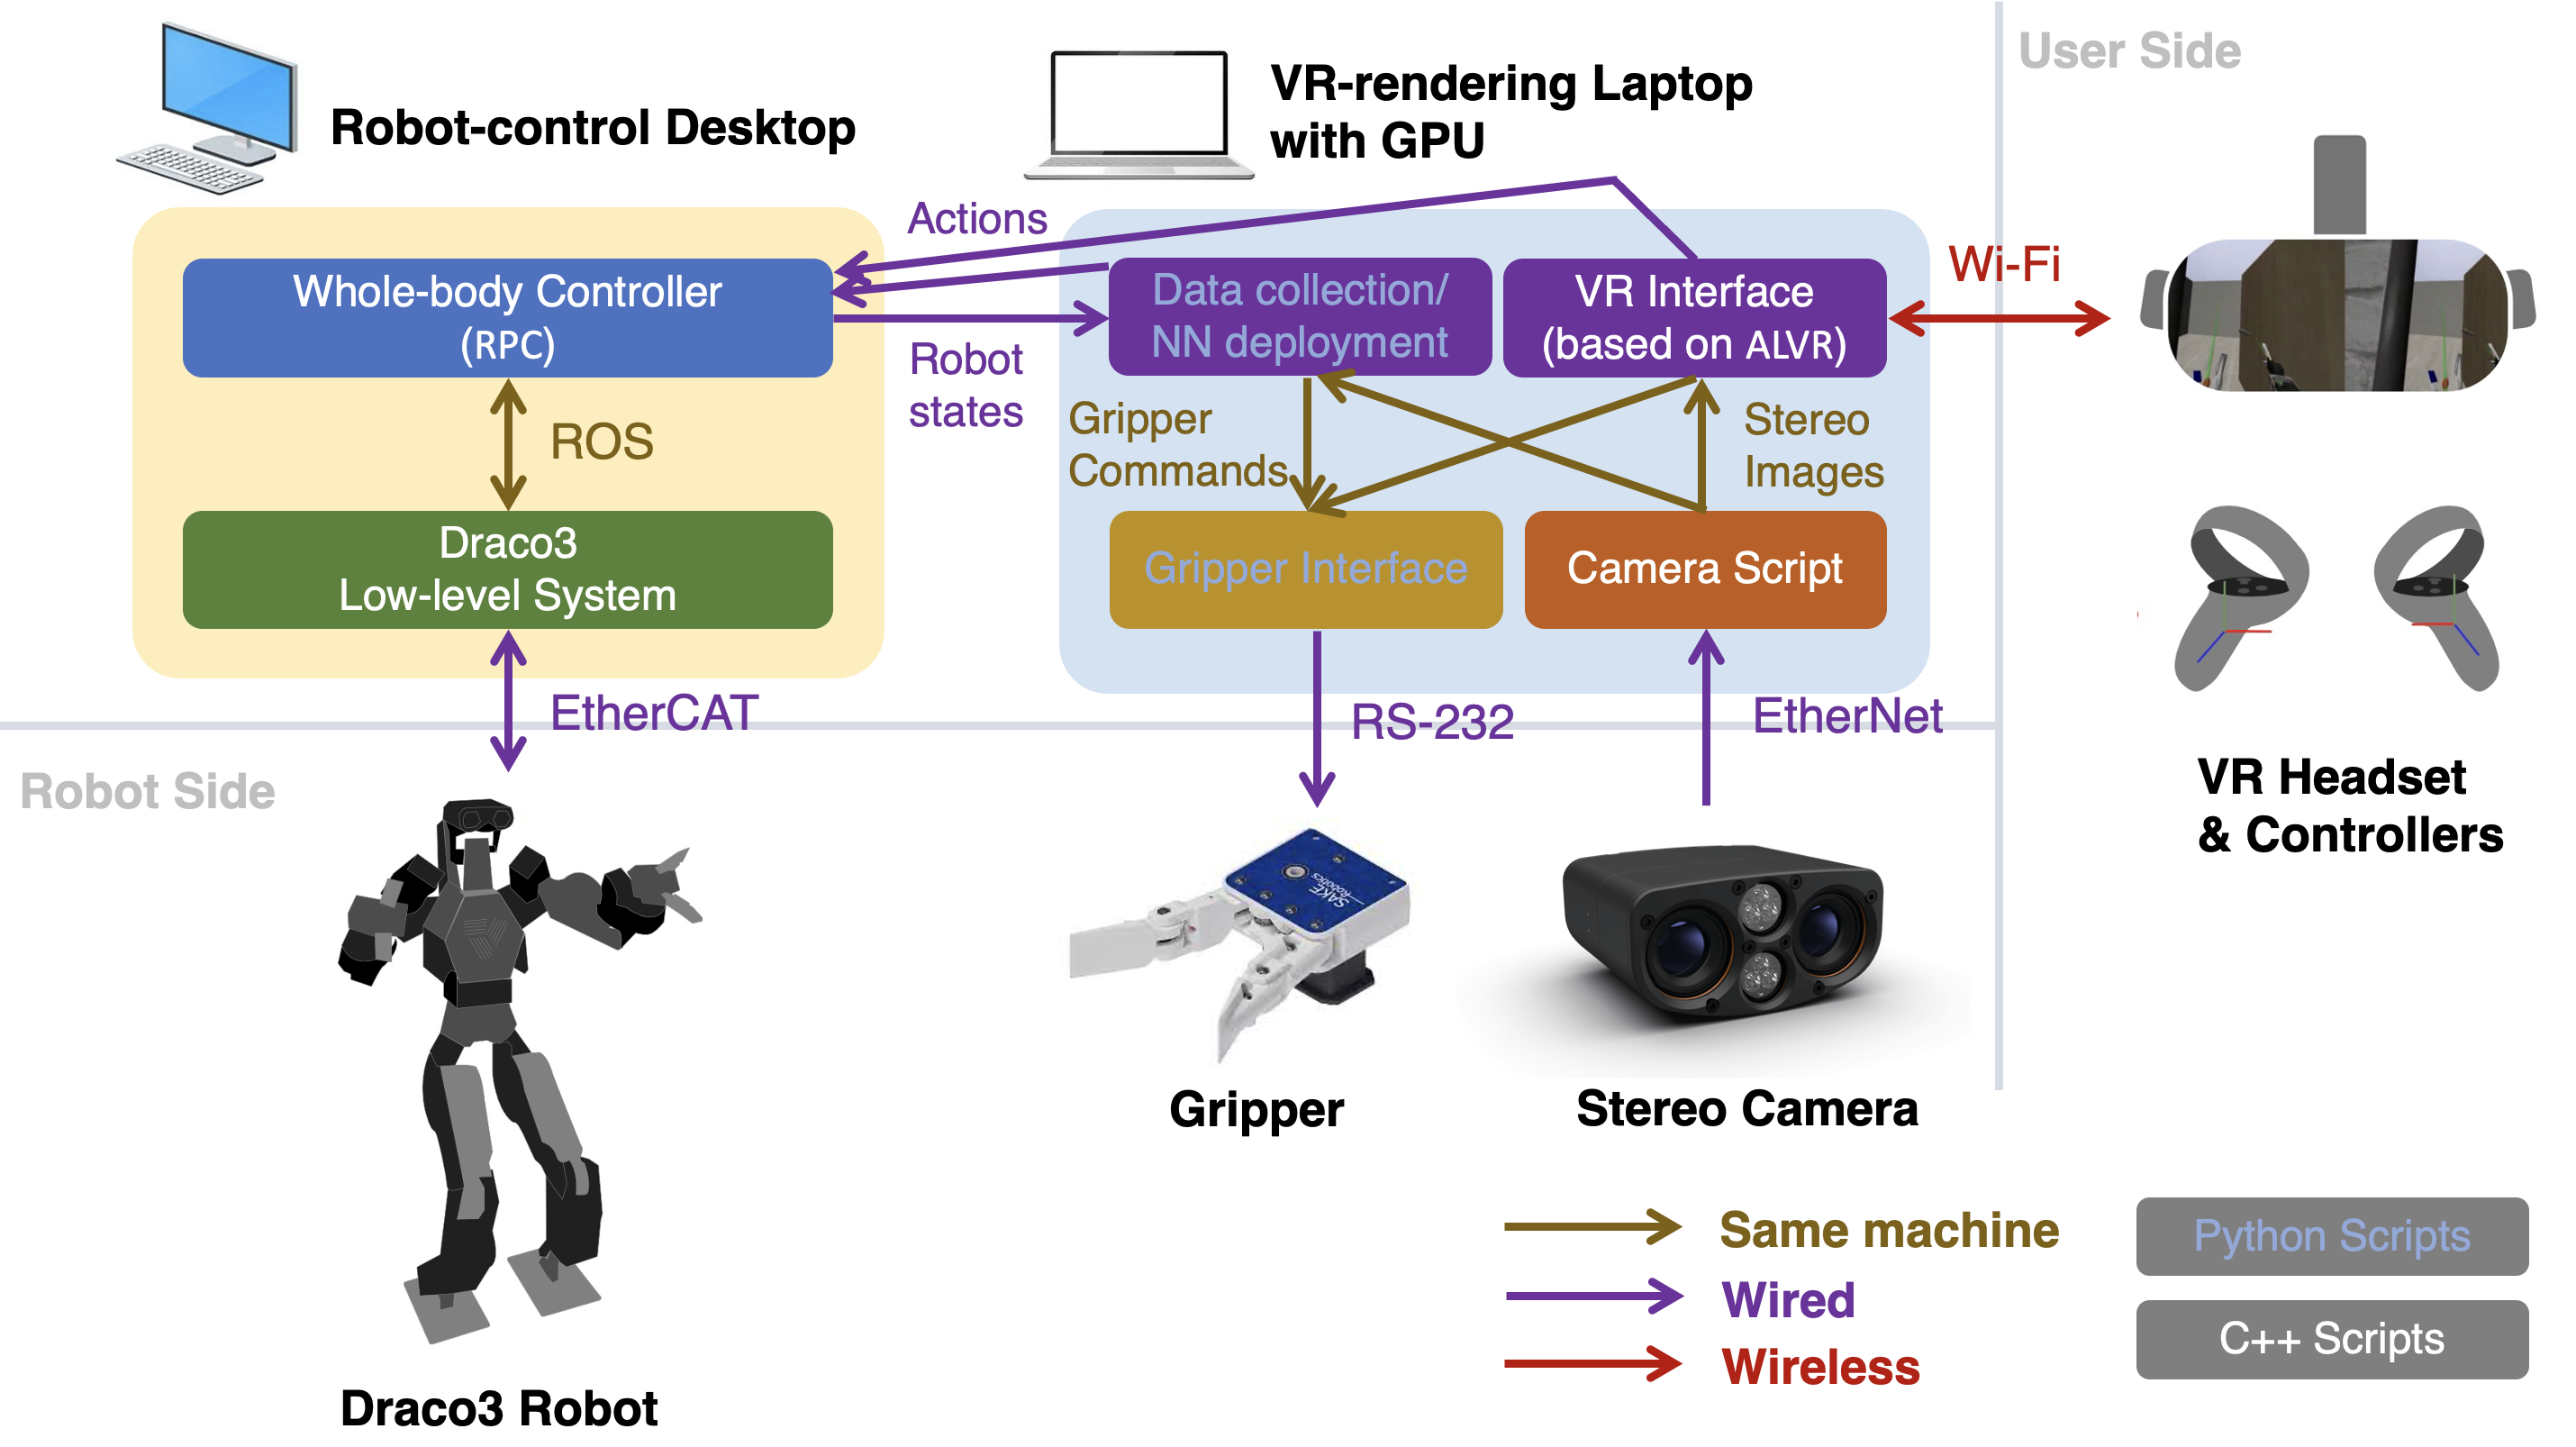 User Side
Robot-control Desktop
VR-rendering Laptop
with GPU
Actions
Wi-Fi
Whole-body Controller
(RPC)
Data collection/
NN deployment
VR Interface
(based on ALVR)
Robot
states
ROS
Gripper
Commands
Stereo
Images
Draco3
Low-level System
Gripper Interface
Camera Script
EtherCAT
RS-232
EtherNet
Robot Side
VR Headset
& Controllers
SAKE
Robotics
Gripper
Stereo Camera
Same machine
Wired
Wireless
Python Scripts
C++ Scripts
Draco3 Robot